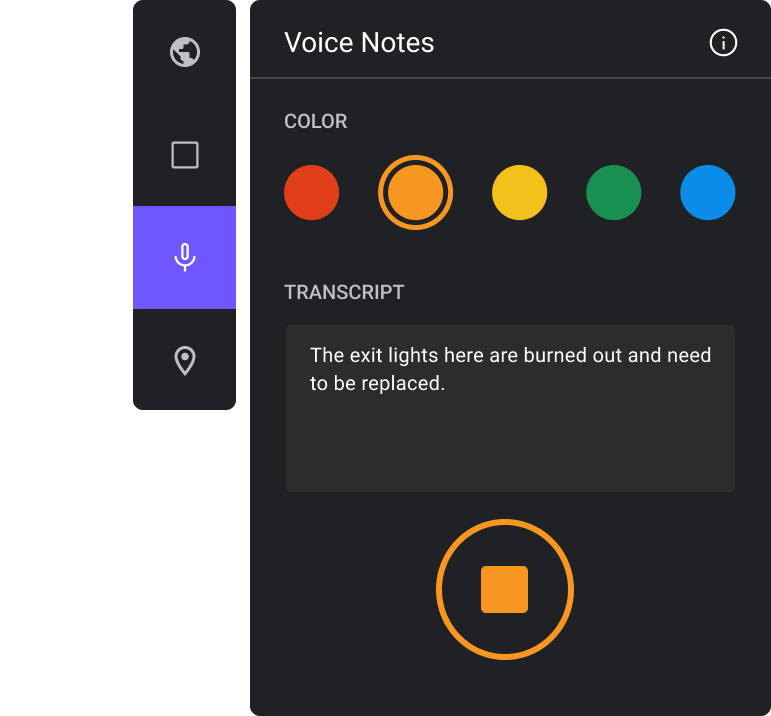 Voice Notes
COLOR
TRANSCRIPT
The exit lights here are burned out and need
to be replaced.